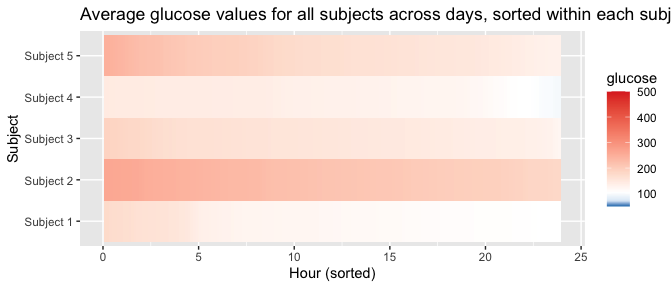 Average glucose values for all subjects across days, sorted within each subj
Subject 5
Subject 4
Subject 3
Subject 2
Subject 1
Subject
0 5 10 15 20 25
Hour (sorted)
glucose
500
400
300
200
100